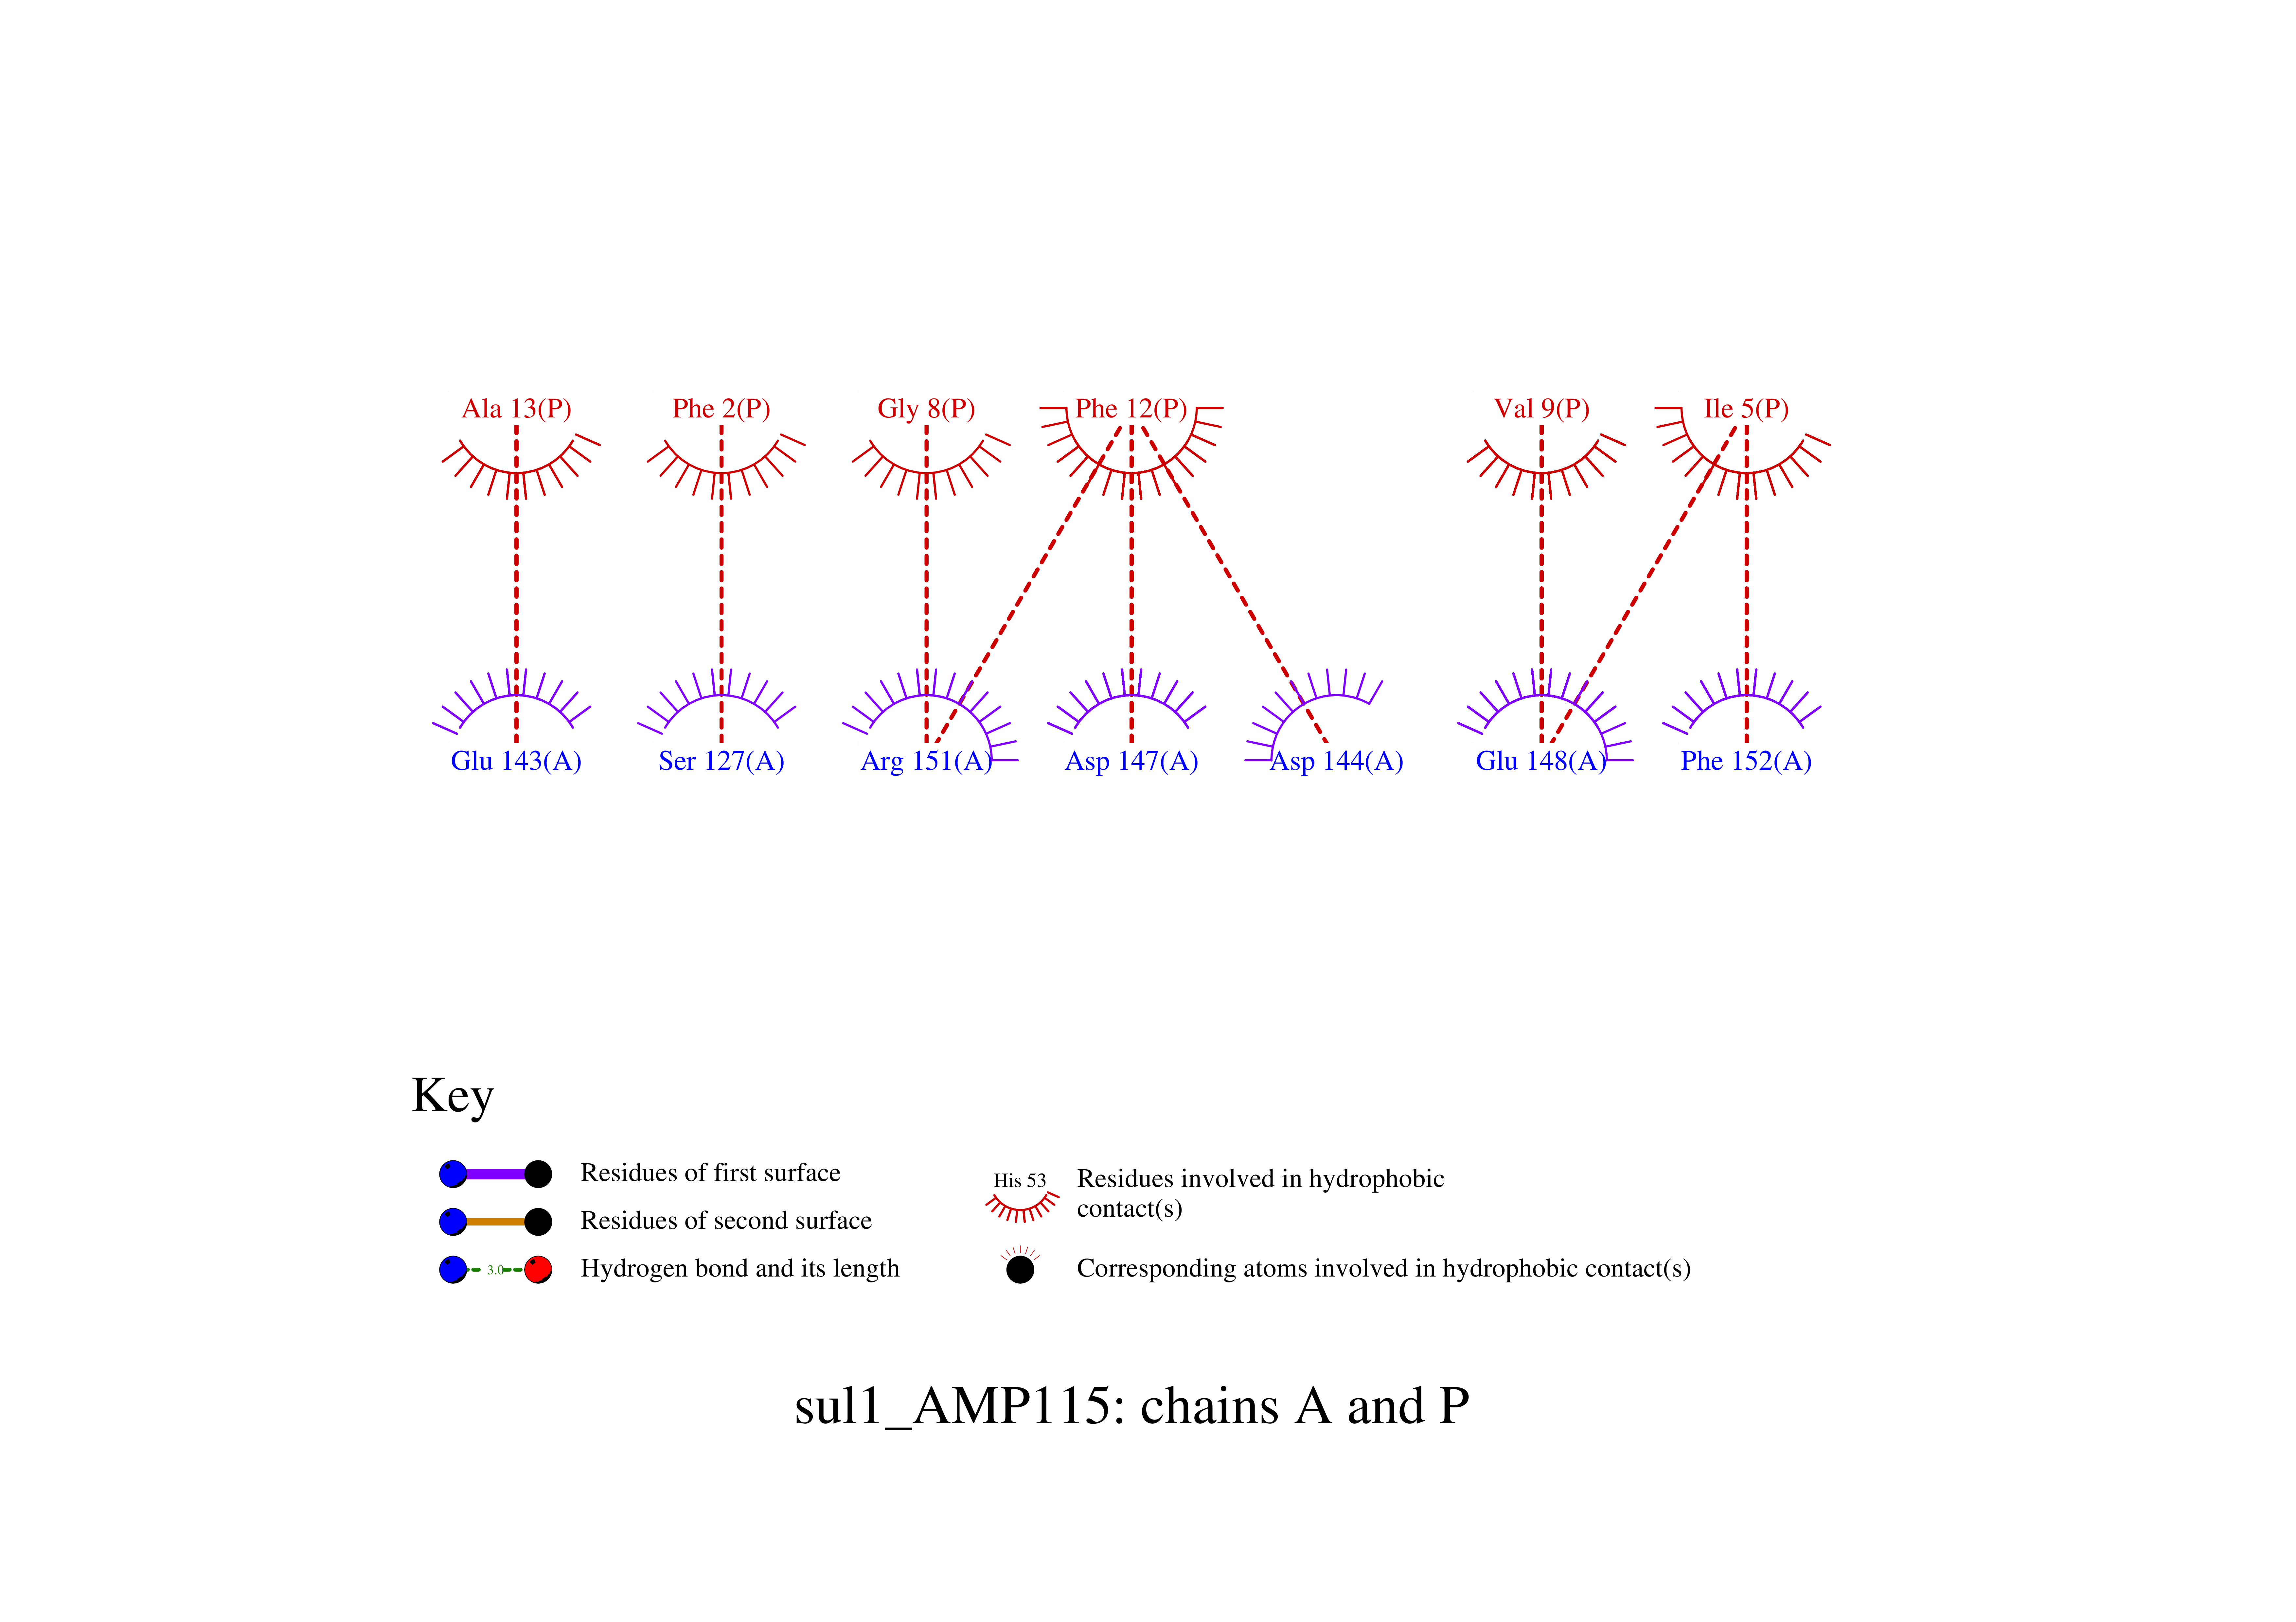 Ala 13(P) Phe 2(P) Gly 8(P) Phe 12(P) Val 9(P) Ile 5(P)
Glu 143(A) Ser 127(A) Arg 151(A) Asp 147(A) Asp 144(A) Glu 148(A) Phe 152(A)
Key
Residues of first surface
Residues of second surface
3.0 Hydrogen bond and its length
His 53 Residues involved in hydrophobic
contact(s)
Corresponding atoms involved in hydrophobic contact(s)
sul1_AMP115: chains A and P